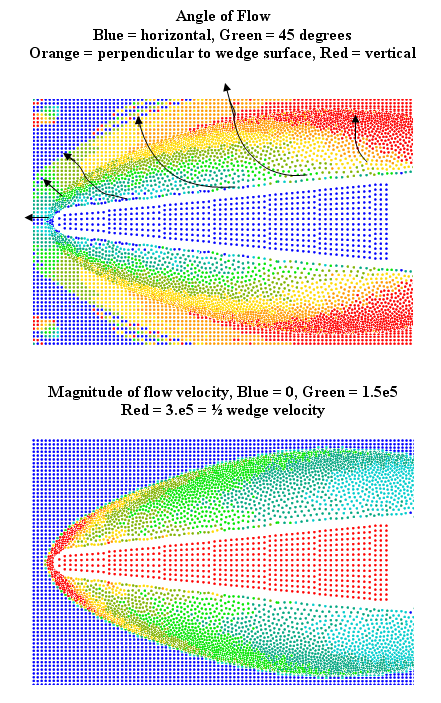 Angle of Flow
Blue = horizontal, Green = 45 degrees
Orange = perpendicular to wedge surface, Red = vertical
Magnitude of flow velocity, Blue = 0, Green = 1.5e5
Red = 3.e5 = ½ wedge velocity